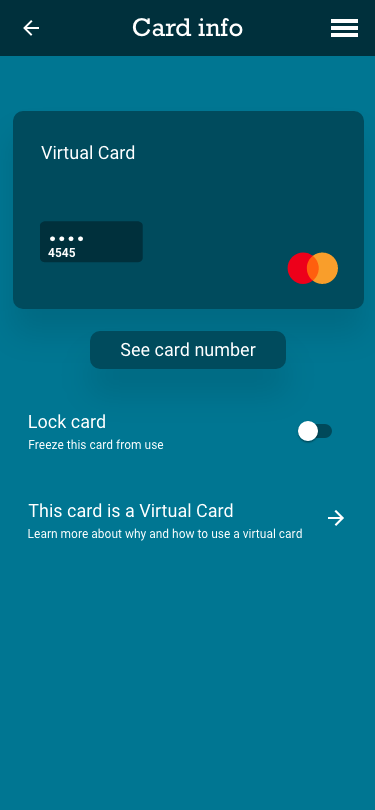 Card info
Virtual Card
••••
4545
See card number
Lock card
Freeze this card from use
This card is a Virtual Card
Learn more about why and how to use a virtual card